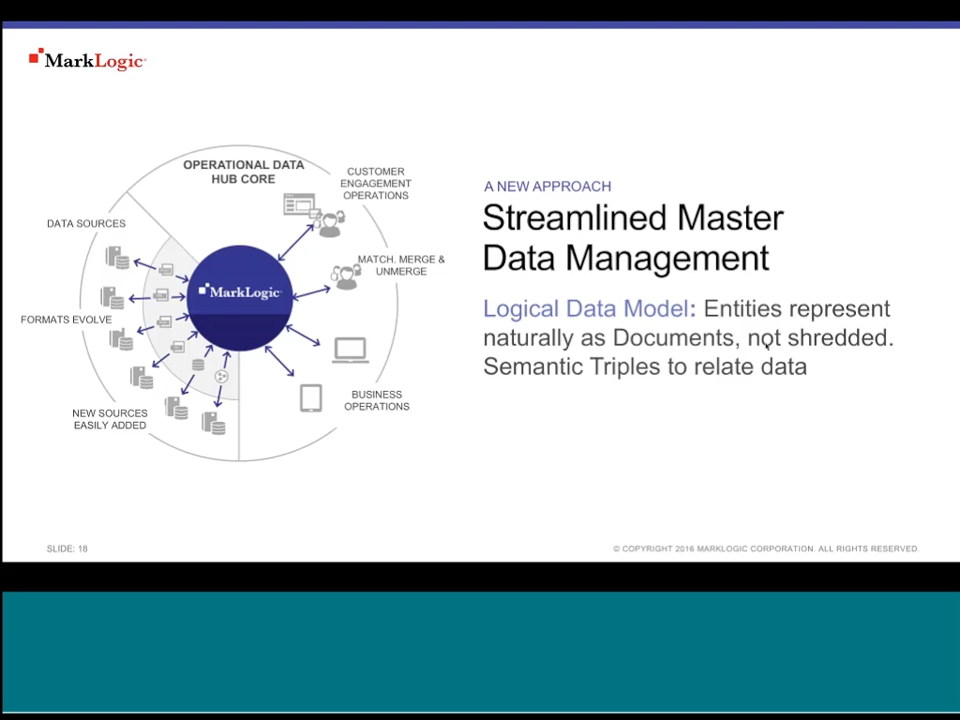 MarkLogic
OPERATIONAL DATA
HUB CORE
CUSTOMER
ENGAGEMENT
OPERATIONS
DATA SOURCES
MATCH. MERGE &
UNMERGE
MarkLogic
FORMATS EVOLVE
BUSINESS
OPERATIONS
NEW SOURCES
EASILY ADDED
A NEW APPROACH
Streamlined Master
Data Management
Logical Data Model: Entities represent
naturally as Documents, not shredded.
Semantic Triples to relate data
SLIDE: 18
© COPYRIGHT 2016 MARKLOGIC CORPORATION. ALL RIGHTS RESERVED.